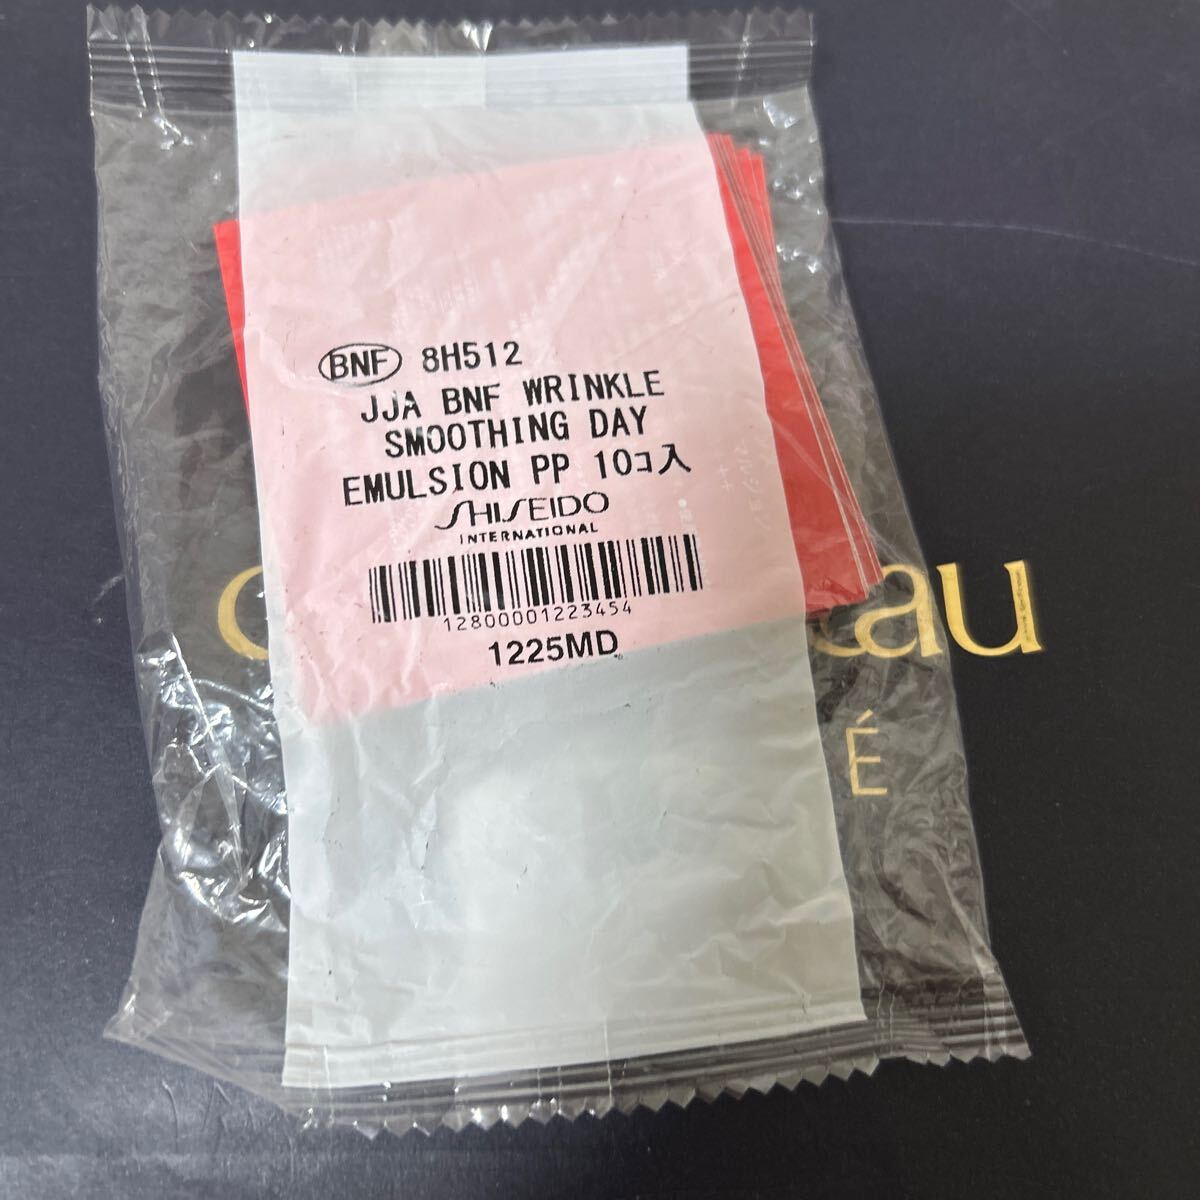 BNF 8H512
JJA BNF WRINKLE
SMOOTHING DAY
EMULSION PP 10コ入
SHISEIDO
INTERNATIONAL
12800001223454
1225MD
É